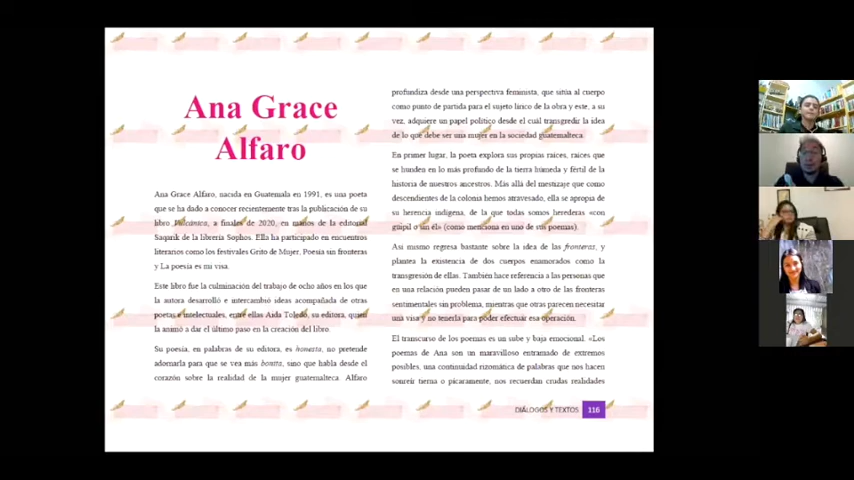 Ana Grace
Alfaro
Ana Grace Alfaro, nacida en Guatemala en 1991, es una poeta
que se ha dado a conocer recientemente tras la publicación de su
libro Vulcánica, a finales de 2020, en manos de la editorial
Saqirik de la librería Sophos. Ella ha participado en encuentros
literarios como los festivales Grito de Mujer, Poesía sin fronteras
y La poesía es mi visa.
Este libro fue la culminación del trabajo de ocho años en los que
la autora desarrolló e intercambió ideas acompañada de otras
poetas e intelectuales, entre ellas Aida Toledo, su editora, quien
la animó a dar el último paso en la creación del libro.
Su poesía, en palabras de su editora, es honesta, no pretende
adornarla para que se vea más bonita, sino que habla desde el
corazón sobre la realidad de la mujer guatemalteca. Alfaro
profundiza desde una perspectiva feminista, que sitúa al cuerpo
como punto de partida para el sujeto lírico de la obra y este, a su
vez, adquiere un papel político desde el cual transgredir la idea
de lo que debe ser una mujer en la sociedad guatemalteca.
En primer lugar, la poeta explora sus propias raíces, raíces que
se hunden en lo más profundo de la tierra húmeda y fértil de la
historia de nuestros ancestros. Más allá del mestizaje que como
descendientes de la colonia hemos atravesado, ella se apropia de
su herencia indígena, de la que todas somos herederas «con
güipil o sin él» (como menciona en uno de sus poemas).
Así mismo regresa bastante sobre la idea de las fronteras, y
plantea la existencia de dos cuerpos enamorados como la
transgresión de ellas. También hace referencia a las personas que
en una relación pueden pasar de un lado a otro de las fronteras
sentimentales sin problema, mientras que otras parecen necesitar
una visa y no tenerla para poder efectuar esa operación.
El transcurso de los poemas es un sube y baja emocional. «Los
poemas de Ana son un maravilloso entramado de extremos
posibles, una continuidad rizomática de palabras que nos hacen
sonreír tierna o pícaramente, nos recuerdan crudas realidades
DIÁLOGOS Y TEXTOS 116